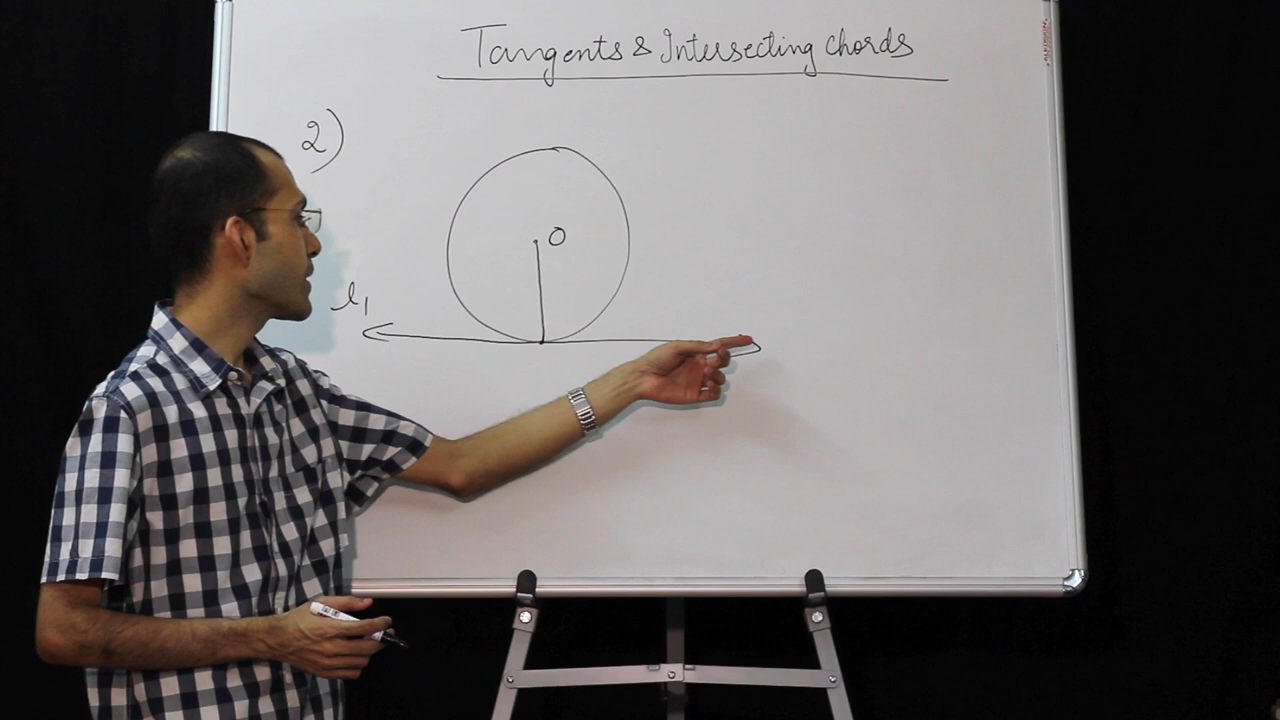 Tangents & Intersecting chords
2)
O
l₁